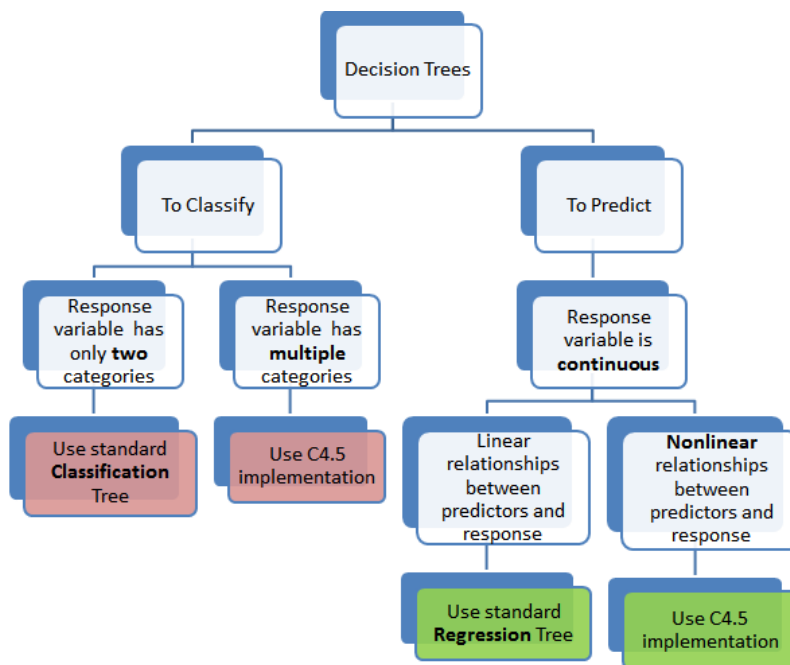 Decision Trees
To Classify
To Predict
Response
variable has
only two
categories
Response
variable has
multiple
categories
Response
variable is
continuous
Use standard
Classification
Tree
Use C4.5
implementation
Linear
relationships
between
predictors and
response
Nonlinear
relationships
between
predictors and
response
Use standard
Regression Tree
Use C4.5
implementation